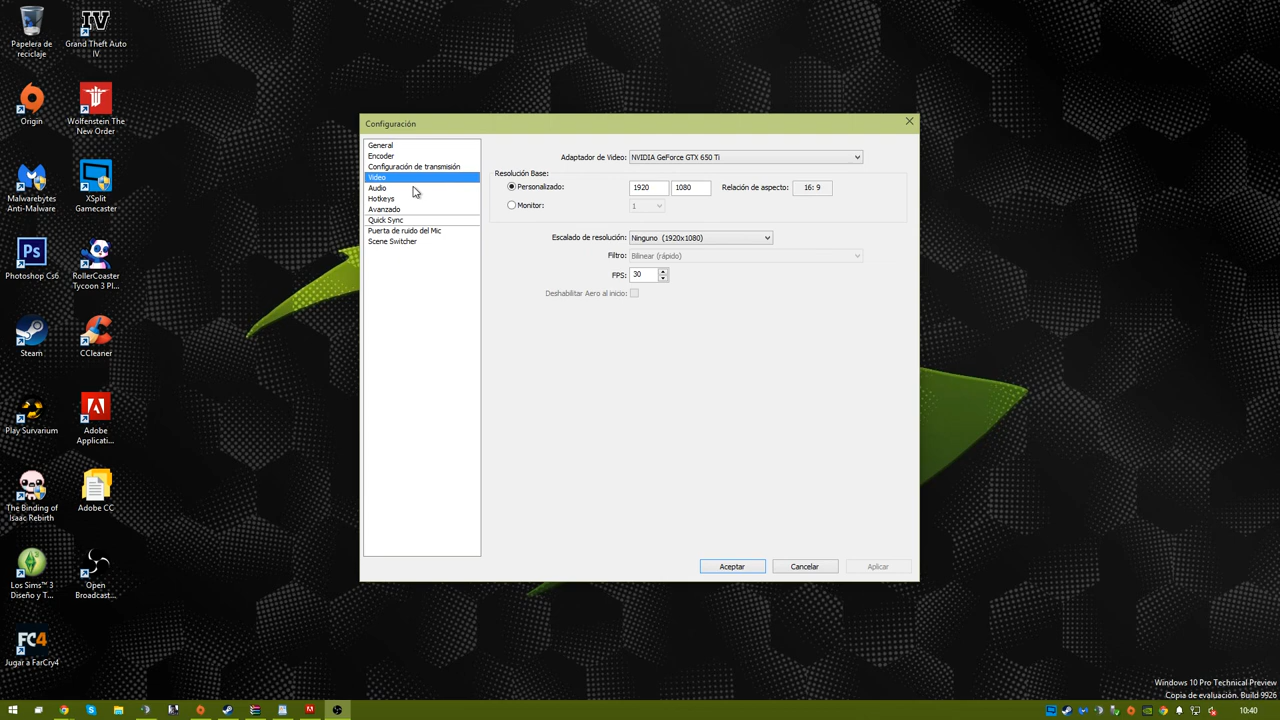 Papelera de
reciclaje
Grand Theft Auto
IV
Origin
Wolfenstein The
New Order
Malwarebytes
Anti-Malware
XSplit
Gamecaster
Photoshop Cs6
RollerCoaster
Tycoon 3 Pl...
Steam
CCleaner
Play Survarium
Adobe
Applicati...
The Binding of
Isaac Rebirth
Adobe CC
Los Sims™ 3
Diseño y T...
Open
Broadcast...
FC4
Jugar a FarCry4
Configuración
General
Encoder
Configuración de transmisión
Video
Audio
Hotkeys
Avanzado
Quick Sync
Puerta de ruido del Mic
Scene Switcher
Adaptador de Video: NVIDIA GeForce GTX 650 Ti
Resolución Base:
Personalizado: 1920 1080 Relación de aspecto: 16: 9
Monitor: 1
Escalado de resolución: Ninguno (1920x1080)
Filtro: Bilinear (rápido)
FPS: 30
Deshabilitar Aero al inicio:
Aceptar Cancelar Aplicar
Windows 10 Pro Technical Preview
Copia de evaluación. Build 9926
10:40